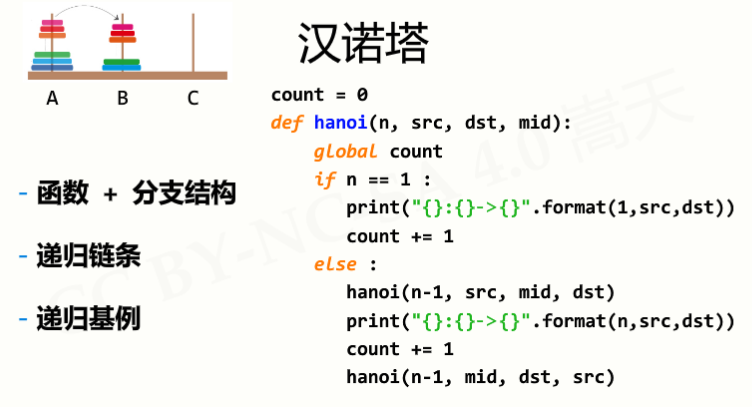 汉诺塔
A B C
- 函数 + 分支结构
- 递归链条
- 递归基例
count = 0
def hanoi(n, src, dst, mid):
    global count
    if n == 1 :
        print("{}:{}->{}".format(1,src,dst))
        count += 1
    else :
        hanoi(n-1, src, mid, dst)
        print("{}:{}->{}".format(n,src,dst))
        count += 1
        hanoi(n-1, mid, dst, src)
CC BY-NC-SA 4.0 嵩天